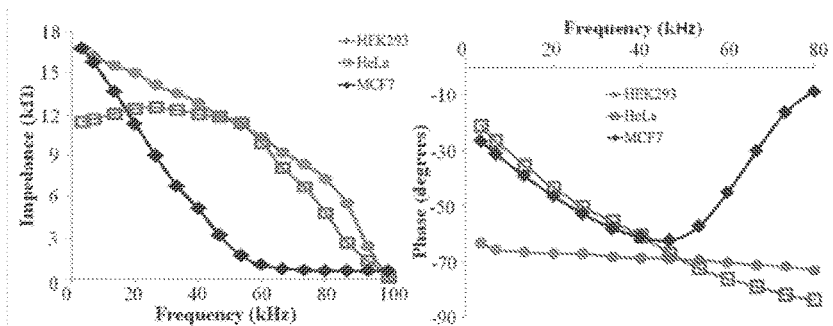 18
15
12
9
6
3
0
Impedance (kΩ)
HEK293
HeLa
MCF7
0 20 40 60 80 100
Frequency (kHz)
Frequency (kHz)
0 20 40 60 80
-10
-30
-50
-70
-90
Phase (degrees)
HEK293
HeLa
MCF7